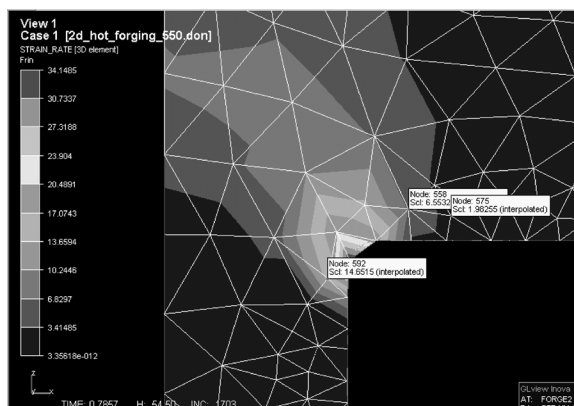 View 1
Case 1 [2d_hot_forging_550.don]
STRAIN_RATE [3D element]
Frin
34.1485
30.7337
27.3188
23.904
20.4891
17.0743
13.6594
10.2446
6.8297
3.41485
3.35618e-012
Node: 558
Scl: 6.5532
Node: 575
Scl: 1.98255 (interpolated)
Node: 592
Scl: 14.6515 (interpolated)
z
x
TIME: 0.7857 H: 54.50 INC: 1703
GLview Inova
AT: FORGE2